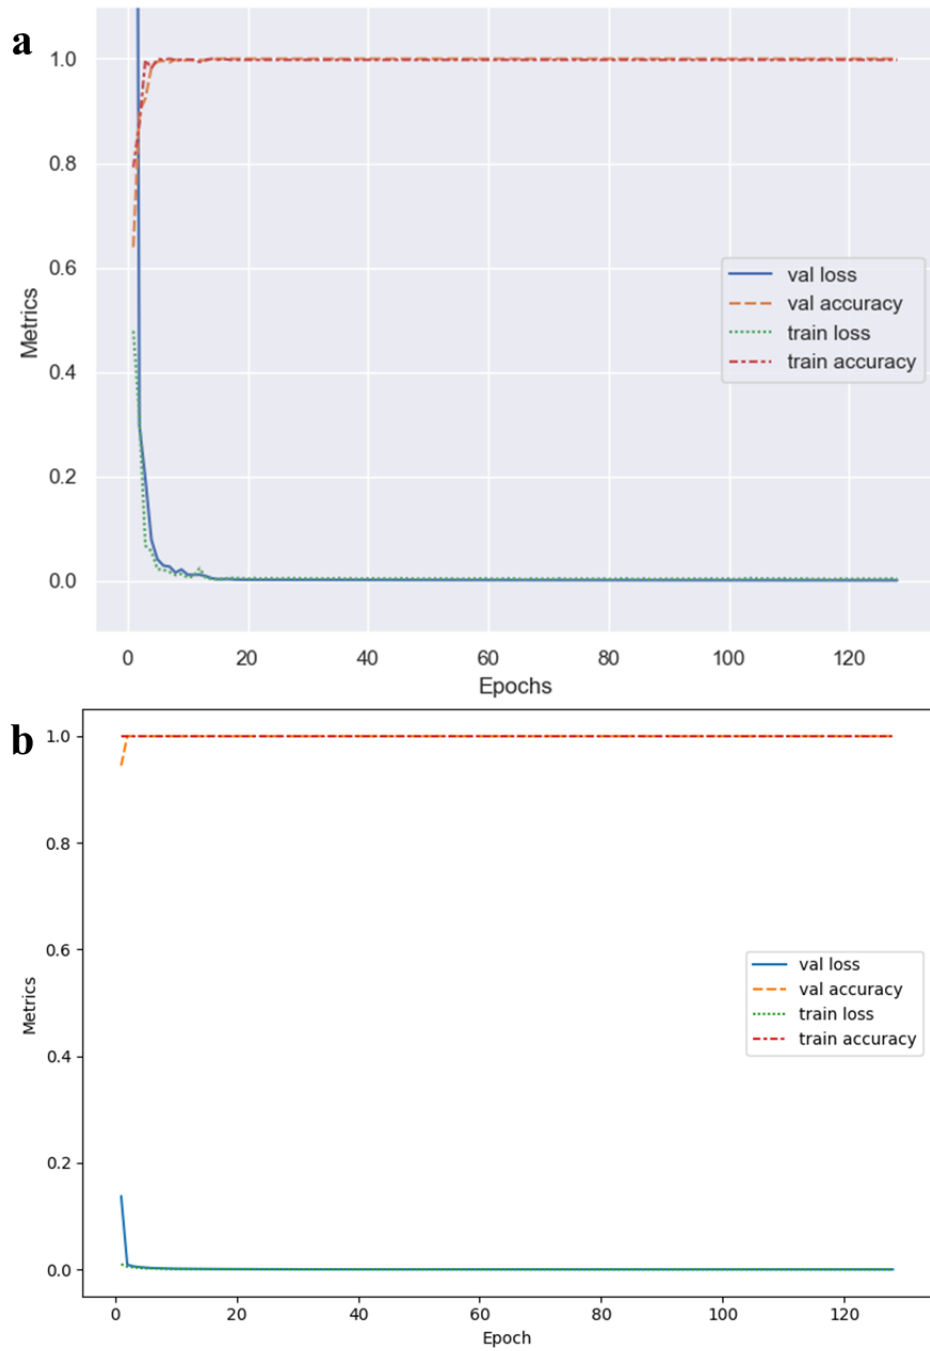 a
1.0
0.8
0.6
0.4
0.2
0.0
Metrics
val loss
val accuracy
train loss
train accuracy
0 20 40 60 80 100 120
Epochs
b
1.0
0.8
0.6
0.4
0.2
0.0
Metrics
val loss
val accuracy
train loss
train accuracy
0 20 40 60 80 100 120
Epoch